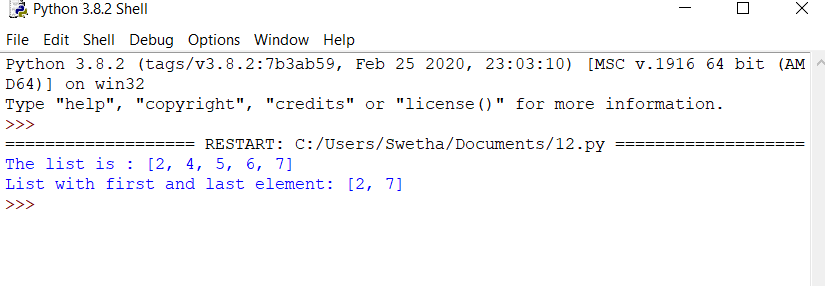 Python 3.8.2 Shell
File Edit Shell Debug Options Window Help
Python 3.8.2 (tags/v3.8.2:7b3ab59, Feb 25 2020, 23:03:10) [MSC v.1916 64 bit (AM
D64)] on win32
Type "help", "copyright", "credits" or "license()" for more information.
>>>
=================== RESTART: C:/Users/Swetha/Documents/12.py ===================
The list is : [2, 4, 5, 6, 7]
List with first and last element: [2, 7]
>>>